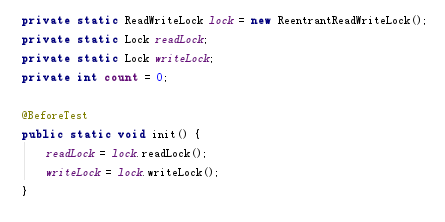 private static ReadWriteLock lock = new ReentrantReadWriteLock();
private static Lock readLock;
private static Lock writeLock;
private int count = 0;
@BeforeTest
public static void init() {
readLock = lock.readLock();
writeLock = lock.writeLock();
}